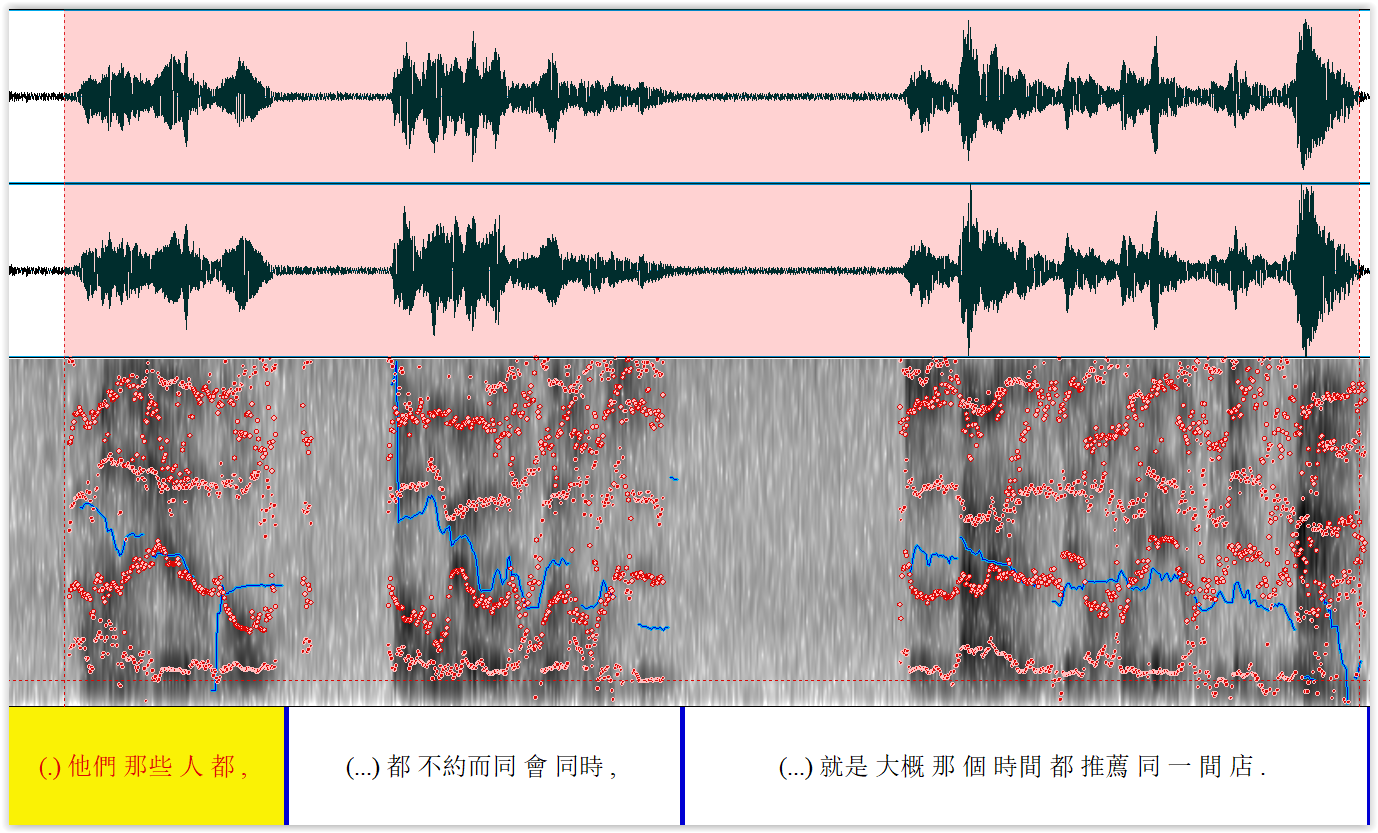 (.) 他們 那些 人 都 ,
(...) 都 不約而同 會 同時 ,
(...) 就是 大概 那 個 時間 都 推薦 同 一 間 店 .